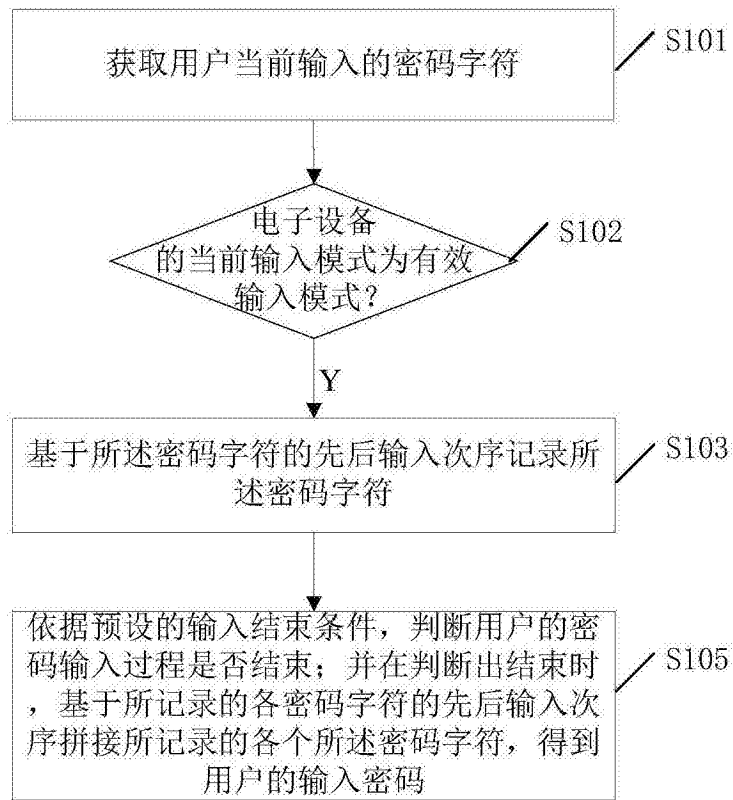 获取用户当前输入的密码字符
S101
电子设备
的当前输入模式为有效
输入模式？
S102
Y
基于所述密码字符的先后输入次序记录所
述密码字符
S103
依据预设的输入结束条件，判断用户的密
码输入过程是否结束；并在判断出结束时
，基于所记录的各密码字符的先后输入次
序拼接所记录的各个所述密码字符，得到
用户的输入密码
S105